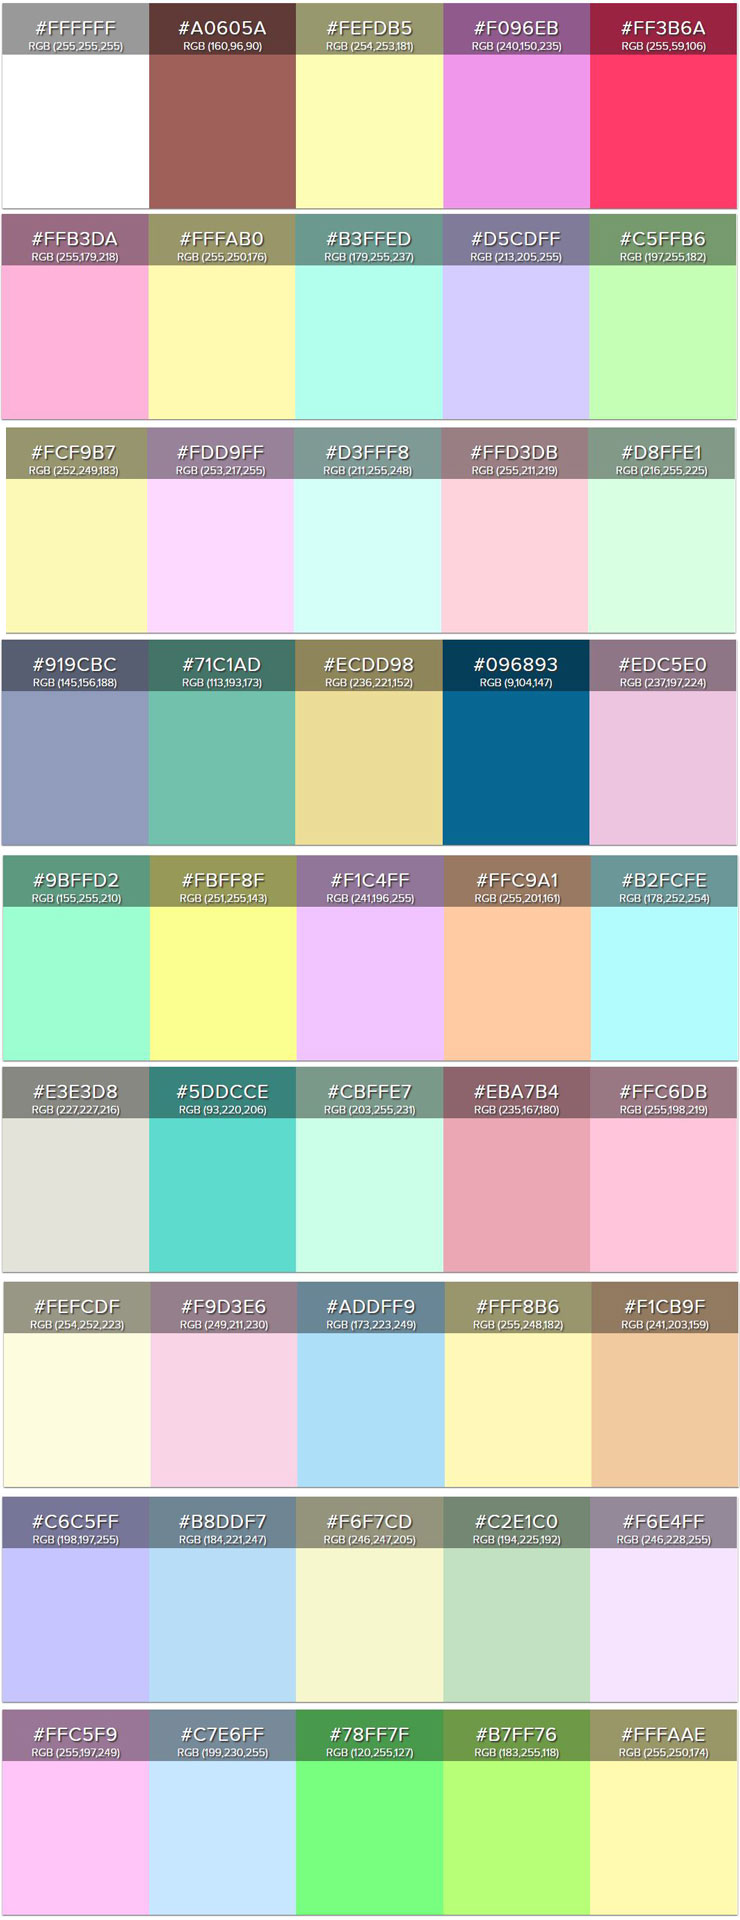 #FFFFFF #A0605A #FEFDB5 #F096EB #FF3B6A
RGB (255,255,255) RGB (160,96,90) RGB (254,253,181) RGB (240,150,235) RGB (255,59,106)
#FFB3DA #FFFAB0 #B3FFED #D5CDFF #C5FFB6
RGB (255,179,218) RGB (255,250,176) RGB (179,255,237) RGB (213,205,255) RGB (197,255,182)
#FCF9B7 #FDD9FF #D3FFF8 #FFD3DB #D8FFE1
RGB (252,249,183) RGB (253,217,255) RGB (211,255,248) RGB (255,211,219) RGB (216,255,225)
#919CBC #71C1AD #ECDD98 #096893 #EDC5E0
RGB (145,156,188) RGB (113,193,173) RGB (236,221,152) RGB (9,104,147) RGB (237,197,224)
#9BFFD2 #FBFF8F #F1C4FF #FFC9A1 #B2FCFE
RGB (155,255,210) RGB (251,255,143) RGB (241,196,255) RGB (255,201,161) RGB (178,252,254)
#E3E3D8 #5DDCCE #CBFFE7 #EBA7B4 #FFC6DB
RGB (227,227,216) RGB (93,220,206) RGB (203,255,231) RGB (235,167,180) RGB (255,198,219)
#FEFCDF #F9D3E6 #ADDFF9 #FFF8B6 #F1CB9F
RGB (254,252,223) RGB (249,211,230) RGB (173,223,249) RGB (255,248,182) RGB (241,203,159)
#C6C5FF #B8DDF7 #F6F7CD #C2E1C0 #F6E4FF
RGB (198,197,255) RGB (184,221,247) RGB (246,247,205) RGB (194,225,192) RGB (246,228,255)
#FFC5F9 #C7E6FF #78FF7F #B7FF76 #FFFAAE
RGB (255,197,249) RGB (199,230,255) RGB (120,255,127) RGB (183,255,118) RGB (255,250,174)